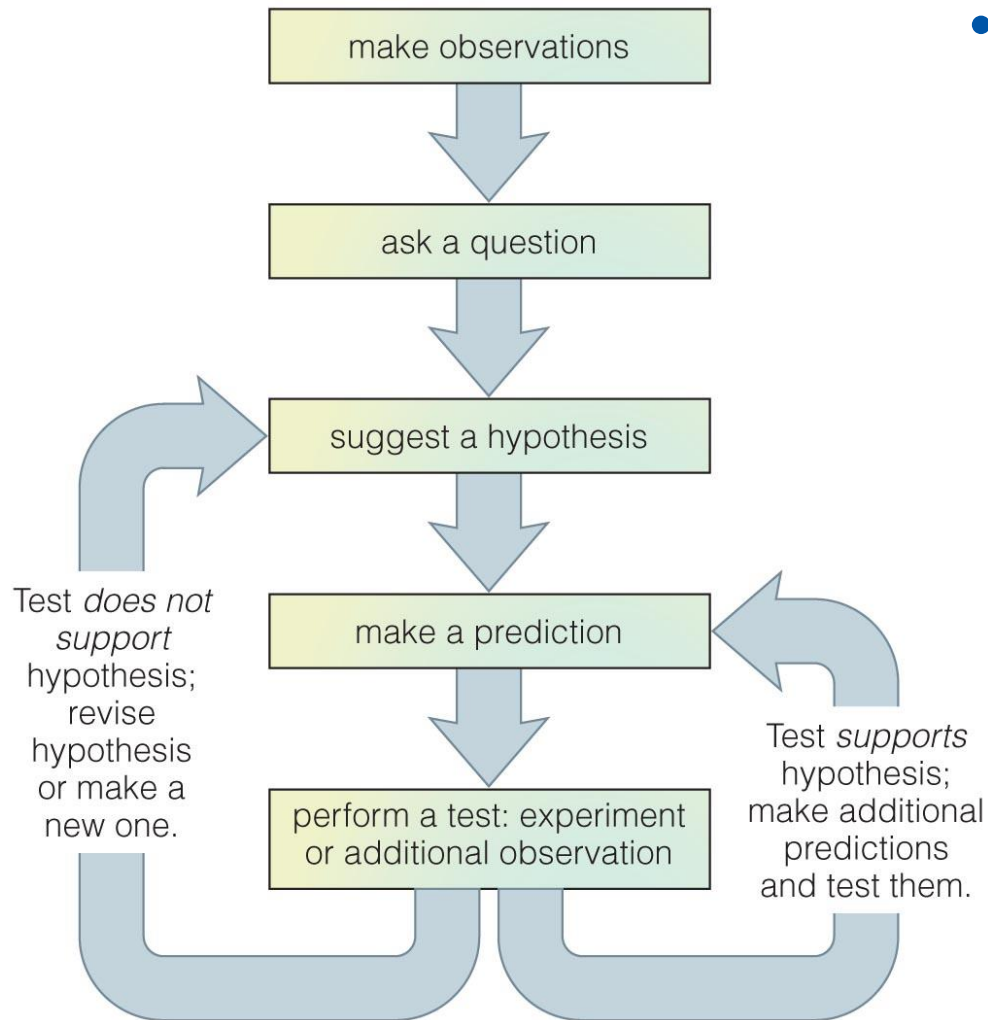 make observations
ask a question
suggest a hypothesis
make a prediction
perform a test: experiment
or additional observation
Test does not
support
hypothesis;
revise
hypothesis
or make a
new one.
Test supports
hypothesis;
make additional
predictions
and test them.